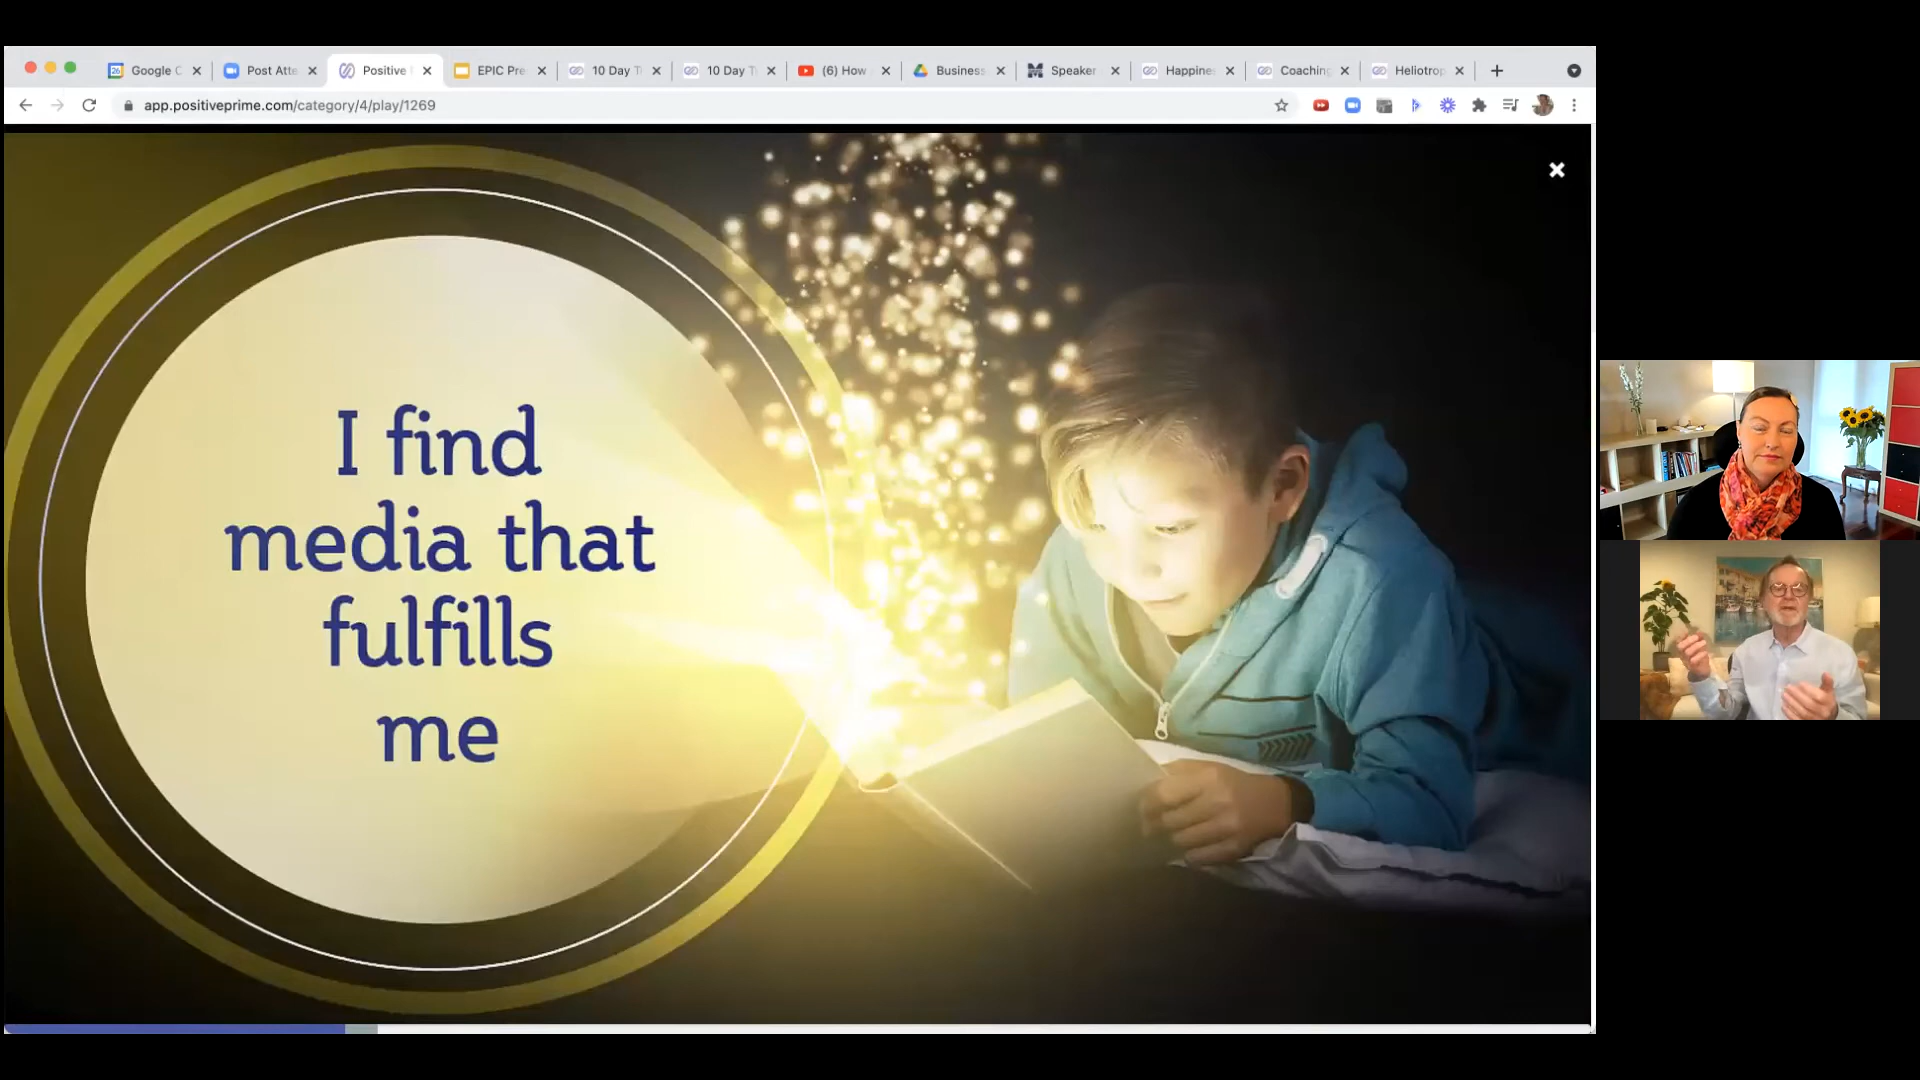 Google C
Post Atte
Positive
EPIC Pre
10 Day T
10 Day T
(6) How
Business
Speaker
Happines
Coaching
Heliotrop
app.positiveprime.com/category/4/play/1269
I find
media that
fulfills
me